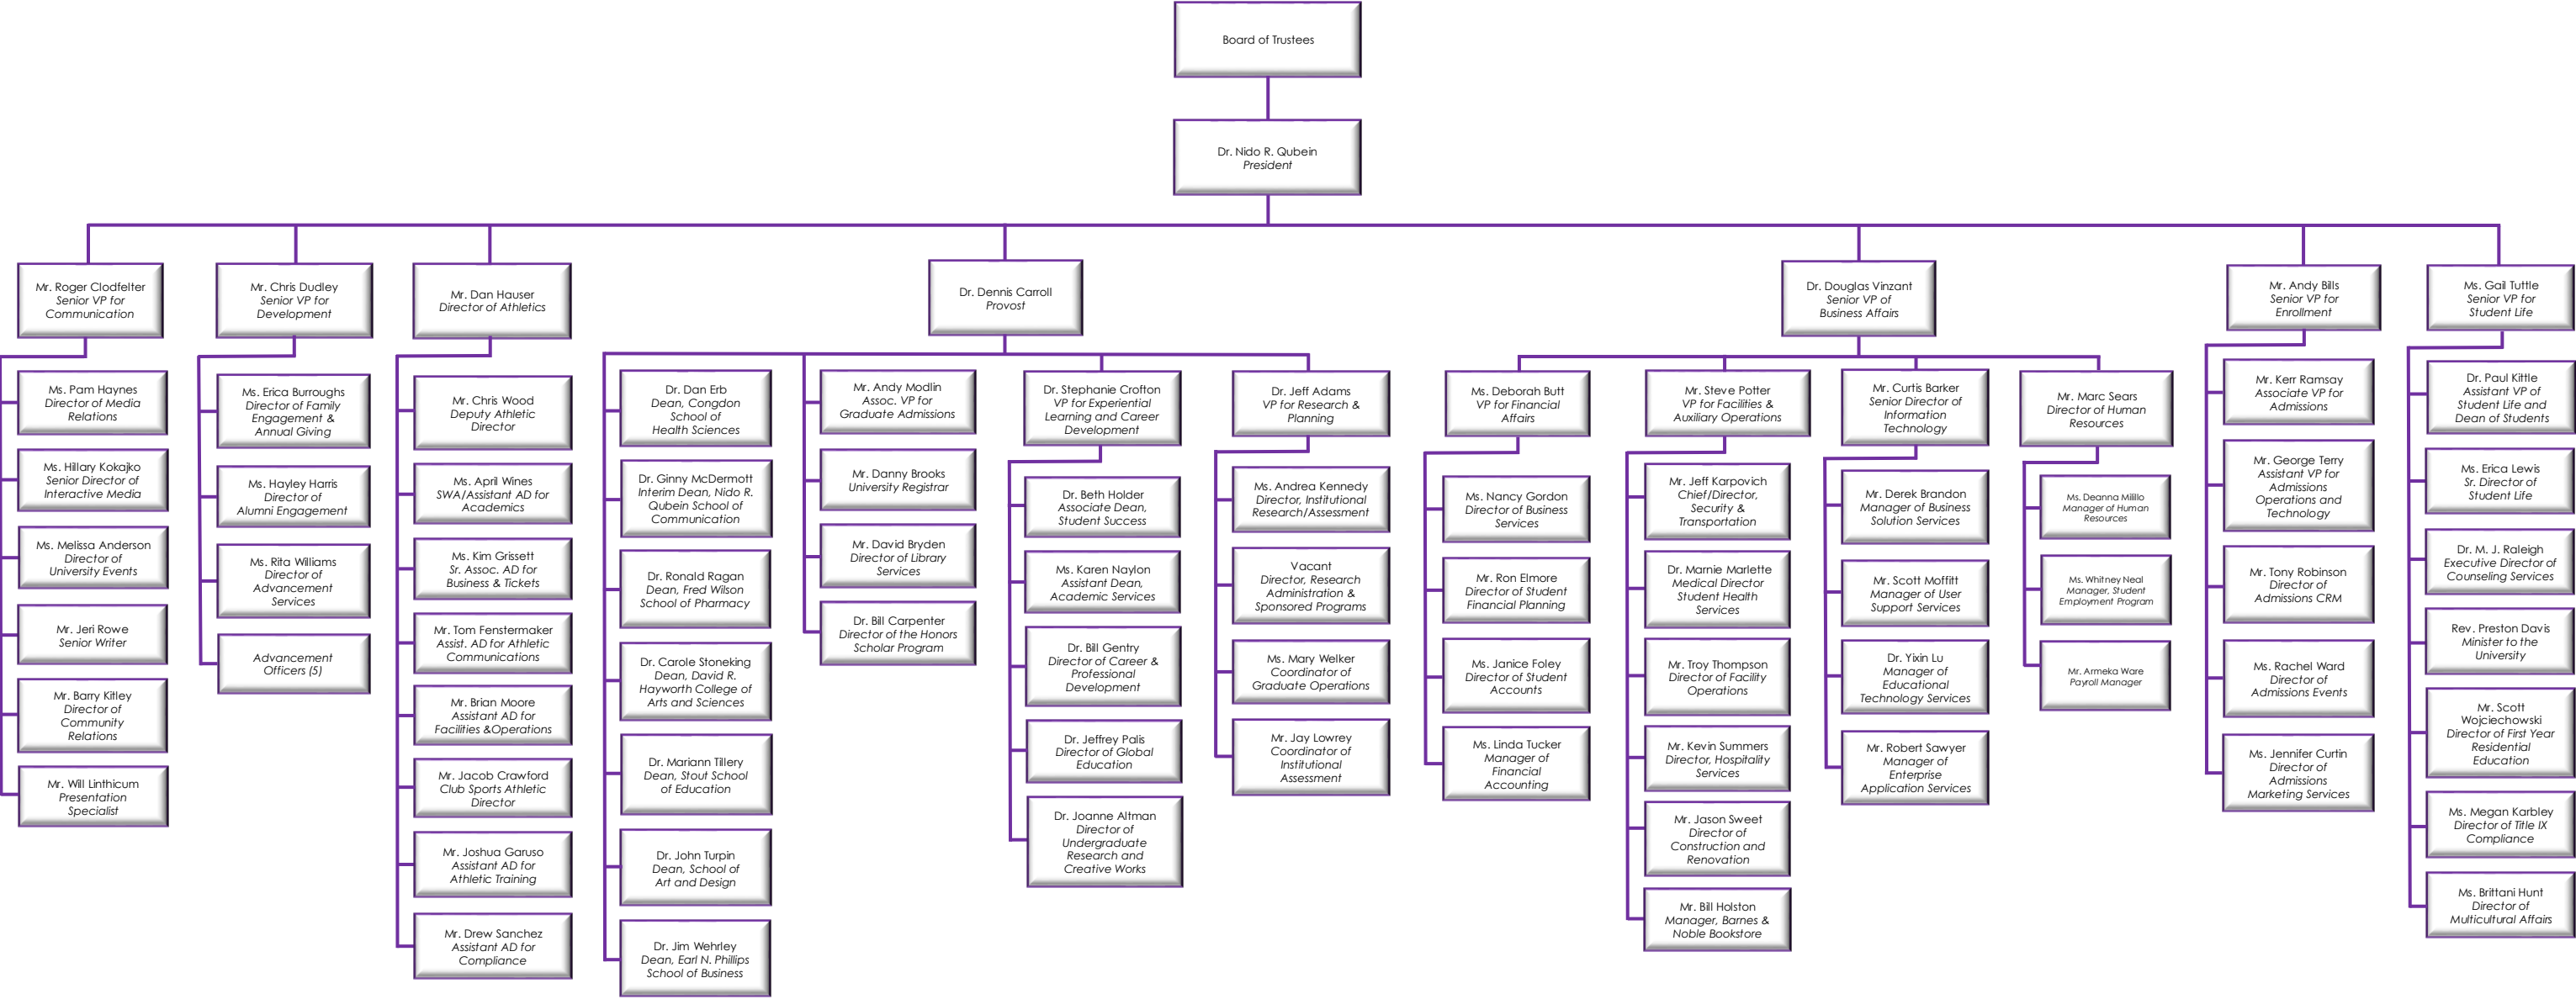 Board of Trustees
Dr. Nido R. Qubein
President
Mr. Roger Clodfelter
Senior VP for
Communication
Ms. Pam Haynes
Director of Media
Relations
Ms. Hillary Kokajko
Senior Director of
Interactive Media
Ms. Melissa Anderson
Director of
University Events
Mr. Jeri Rowe
Senior Writer
Mr. Barry Kitley
Director of
Community
Relations
Mr. Will Linthicum
Presentation
Specialist
Mr. Chris Dudley
Senior VP for
Development
Ms. Erica Burroughs
Director of Family
Engagement &
Annual Giving
Ms. Hayley Harris
Director of
Alumni Engagement
Ms. Rita Williams
Director of
Advancement
Services
Advancement
Officers (5)
Mr. Dan Hauser
Director of Athletics
Mr. Chris Wood
Deputy Athletic
Director
Ms. April Wines
SWA/Assistant AD for
Academics
Ms. Kim Grissett
Sr. Assoc. AD for
Business & Tickets
Mr. Tom Fenstermaker
Assist. AD for Athletic
Communications
Mr. Brian Moore
Assistant AD for
Facilities &Operations
Mr. Jacob Crawford
Club Sports Athletic
Director
Mr. Joshua Garuso
Assistant AD for
Athletic Training
Mr. Drew Sanchez
Assistant AD for
Compliance
Dr. Dennis Carroll
Provost
Dr. Dan Erb
Dean, Congdon
School of
Health Sciences
Dr. Ginny McDermott
Interim Dean, Nido R.
Qubein School of
Communication
Dr. Ronald Ragan
Dean, Fred Wilson
School of Pharmacy
Dr. Carole Stoneking
Dean, David R.
Hayworth College of
Arts and Sciences
Dr. Mariann Tillery
Dean, Stout School
of Education
Dr. John Turpin
Dean, School of
Art and Design
Dr. Jim Wehrley
Dean, Earl N. Phillips
School of Business
Mr. Andy Modlin
Assoc. VP for
Graduate Admissions
Mr. Danny Brooks
University Registrar
Mr. David Bryden
Director of Library
Services
Dr. Bill Carpenter
Director of the Honors
Scholar Program
Dr. Stephanie Crofton
VP for Experiential
Learning and Career
Development
Dr. Beth Holder
Associate Dean,
Student Success
Ms. Karen Naylon
Assistant Dean,
Academic Services
Dr. Bill Gentry
Director of Career &
Professional
Development
Dr. Jeffrey Palis
Director of Global
Education
Dr. Joanne Altman
Director of
Undergraduate
Research and
Creative Works
Dr. Jeff Adams
VP for Research &
Planning
Ms. Andrea Kennedy
Director, Institutional
Research/Assessment
Vacant
Director, Research
Administration &
Sponsored Programs
Ms. Mary Welker
Coordinator of
Graduate Operations
Mr. Jay Lowrey
Coordinator of
Institutional
Assessment
Dr. Douglas Vinzant
Senior VP of
Business Affairs
Ms. Deborah Butt
VP for Financial
Affairs
Ms. Nancy Gordon
Director of Business
Services
Mr. Ron Elmore
Director of Student
Financial Planning
Ms. Janice Foley
Director of Student
Accounts
Ms. Linda Tucker
Manager of
Financial
Accounting
Mr. Steve Potter
VP for Facilities &
Auxiliary Operations
Mr. Jeff Karpovich
Chief/Director,
Security &
Transportation
Dr. Marnie Marlette
Medical Director
Student Health
Services
Mr. Troy Thompson
Director of Facility
Operations
Mr. Kevin Summers
Director, Hospitality
Services
Mr. Jason Sweet
Director of
Construction and
Renovation
Mr. Bill Holston
Manager, Barnes &
Noble Bookstore
Mr. Curtis Barker
Senior Director of
Information
Technology
Mr. Derek Brandon
Manager of Business
Solution Services
Mr. Scott Moffitt
Manager of User
Support Services
Dr. Yixin Lu
Manager of
Educational
Technology Services
Mr. Robert Sawyer
Manager of
Enterprise
Application Services
Mr. Marc Sears
Director of Human
Resources
Ms. Deanna Milillo
Manager of Human
Resources
Ms. Whitney Neal
Manager, Student
Employment Program
Mr. Armeka Ware
Payroll Manager
Mr. Andy Bills
Senior VP for
Enrollment
Mr. Kerr Ramsay
Associate VP for
Admissions
Mr. George Terry
Assistant VP for
Admissions
Operations and
Technology
Mr. Tony Robinson
Director of
Admissions CRM
Ms. Rachel Ward
Director of
Admissions Events
Ms. Jennifer Curtin
Director of
Admissions
Marketing Services
Ms. Gail Tuttle
Senior VP for
Student Life
Dr. Paul Kittle
Assistant VP of
Student Life and
Dean of Students
Ms. Erica Lewis
Sr. Director of
Student Life
Dr. M. J. Raleigh
Executive Director of
Counseling Services
Rev. Preston Davis
Minister to the
University
Mr. Scott
Wojciechowski
Director of First Year
Residential
Education
Ms. Megan Karbley
Director of Title IX
Compliance
Ms. Brittani Hunt
Director of
Multicultural Affairs